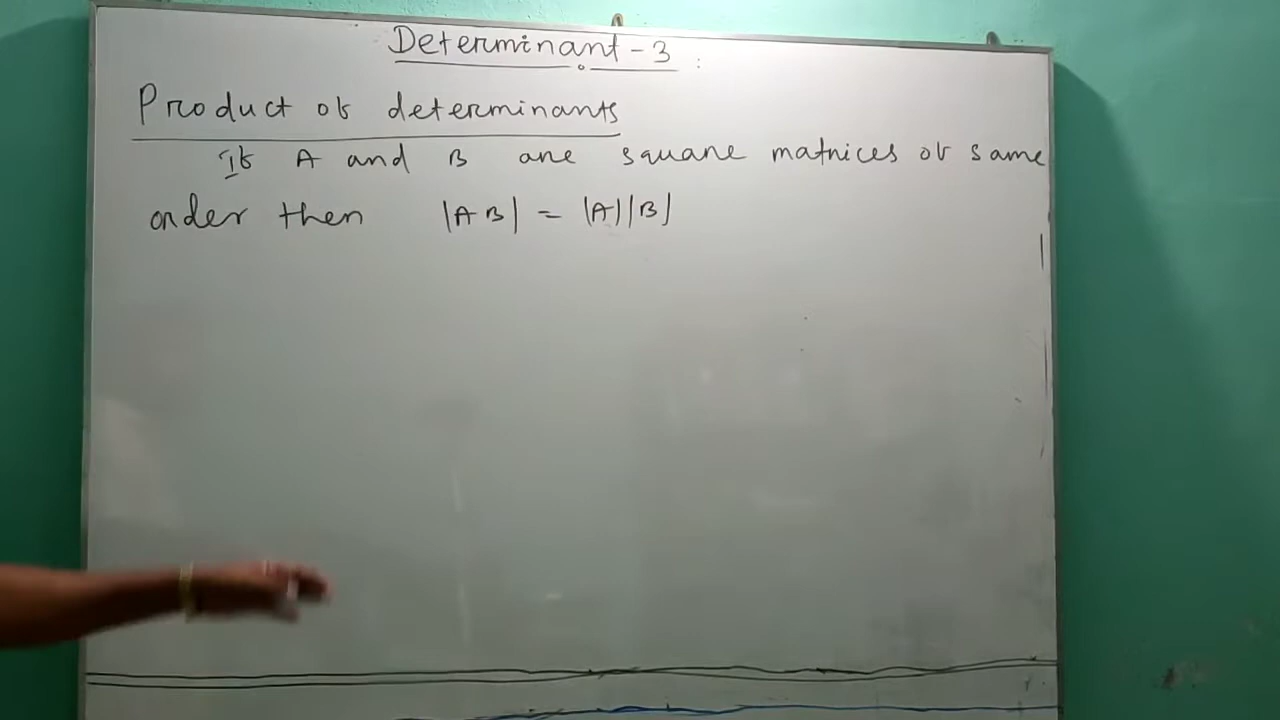 Determinant - 3 :
Product of determinants
If A and B are square matrices of same
order then |AB| = |A||B|